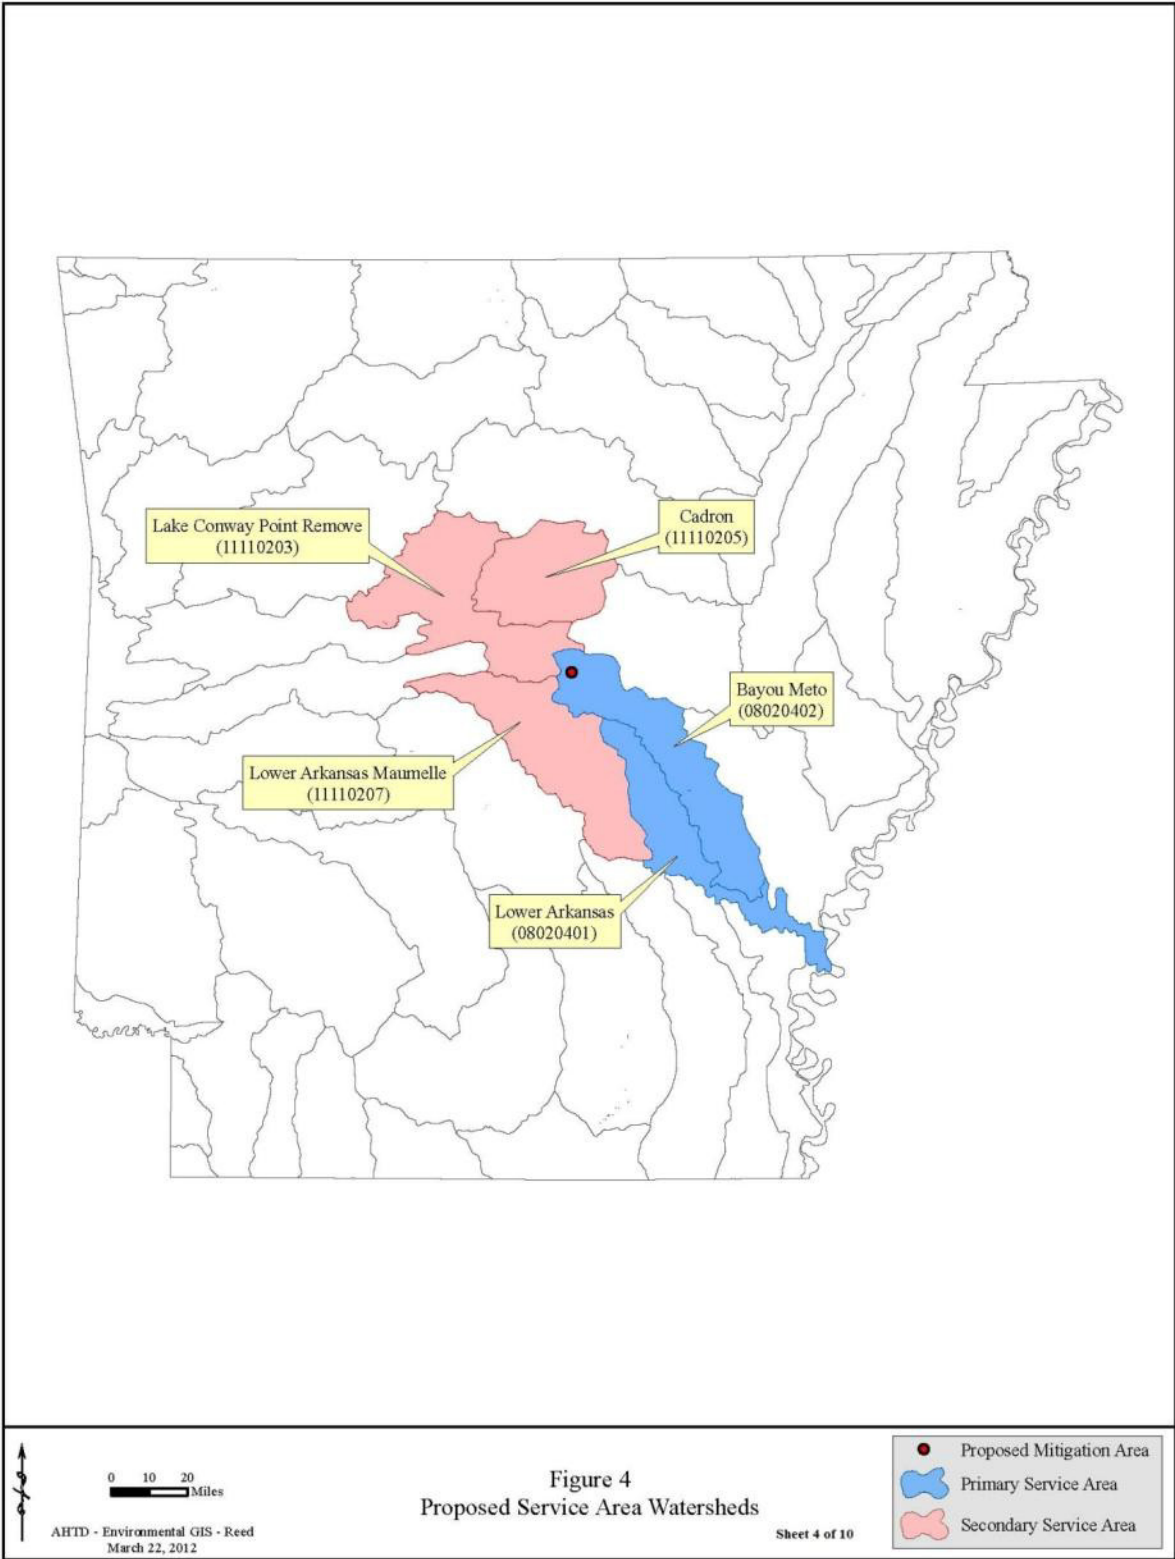 Lake Conway Point Remove
(11110203)
Cadron
(11110205)
Bayou Meto
(08020402)
Lower Arkansas Maumelle
(11110207)
Lower Arkansas
(08020401)
0 10 20
Miles
AHTD - Environmental GIS - Reed
March 22, 2012
Figure 4
Proposed Service Area Watersheds
Sheet 4 of 10
Proposed Mitigation Area
Primary Service Area
Secondary Service Area